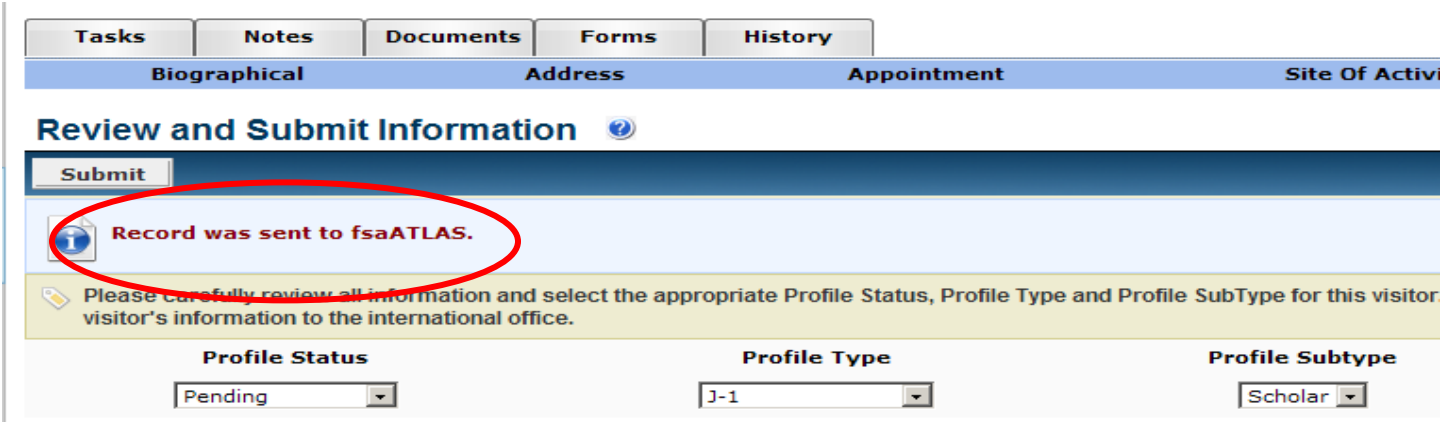 Tasks Notes Documents Forms History
Biographical Address Appointment Site Of Activi
Review and Submit Information
Submit
Record was sent to fsaATLAS.
Please carefully review all information and select the appropriate Profile Status, Profile Type and Profile SubType for this visitor.
visitor's information to the international office.
Profile Status Profile Type Profile Subtype
Pending J-1 Scholar